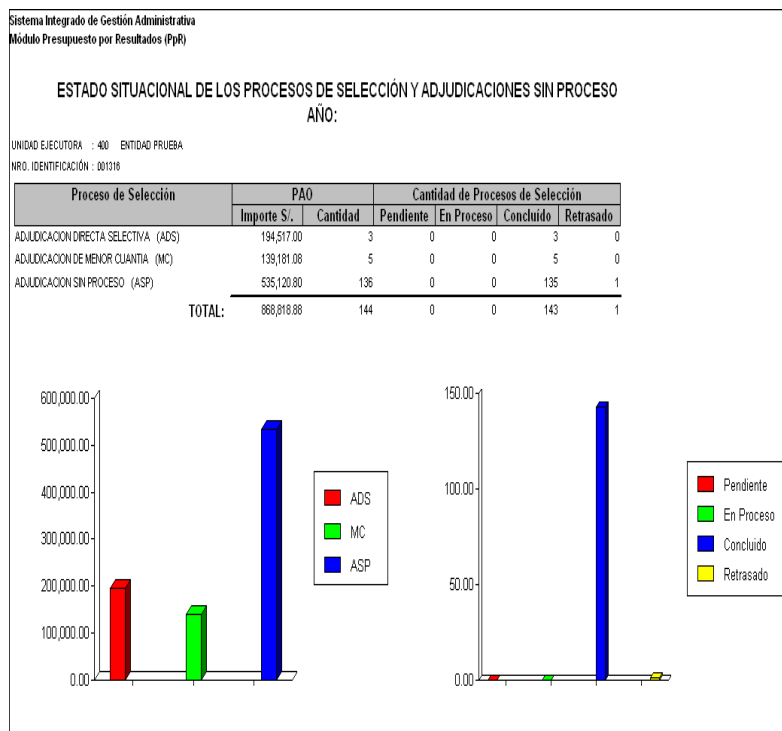 Sistema Integrado de Gestión Administrativa
Módulo Presupuesto por Resultados (PpR)
ESTADO SITUACIONAL DE LOS PROCESOS DE SELECCIÓN Y ADJUDICACIONES SIN PROCESO
AÑO:
UNIDAD EJECUTORA : 400 ENTIDAD PRUEBA
NRO. IDENTIFICACIÓN : 001316
Proceso de Selección PAO Cantidad de Procesos de Selección
Importe S/. Cantidad Pendiente En Proceso Concluído Retrasado
ADJUDICACION DIRECTA SELECTIVA (ADS) 194,517.00 3 0 0 3 0
ADJUDICACION DE MENOR CUANTIA (MC) 139,181.08 5 0 0 5 0
ADJUDICACION SIN PROCESO (ASP) 535,120.80 136 0 0 135 1
TOTAL: 868,818.88 144 0 0 143 1
600,000.00
500,000.00
400,000.00
300,000.00
200,000.00
100,000.00
0.00
ADS
MC
ASP
150.00
100.00
50.00
0.00
Pendiente
En Proceso
Concluido
Retrasado